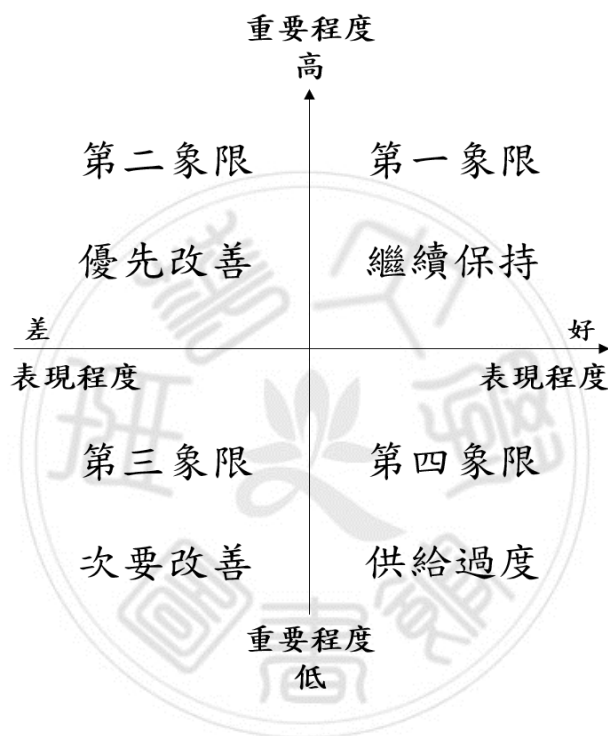 重要程度
高
第二象限 第一象限
優先改善 繼續保持
差 好
表現程度 表現程度
第三象限 第四象限
次要改善 供給過度
重要程度
低